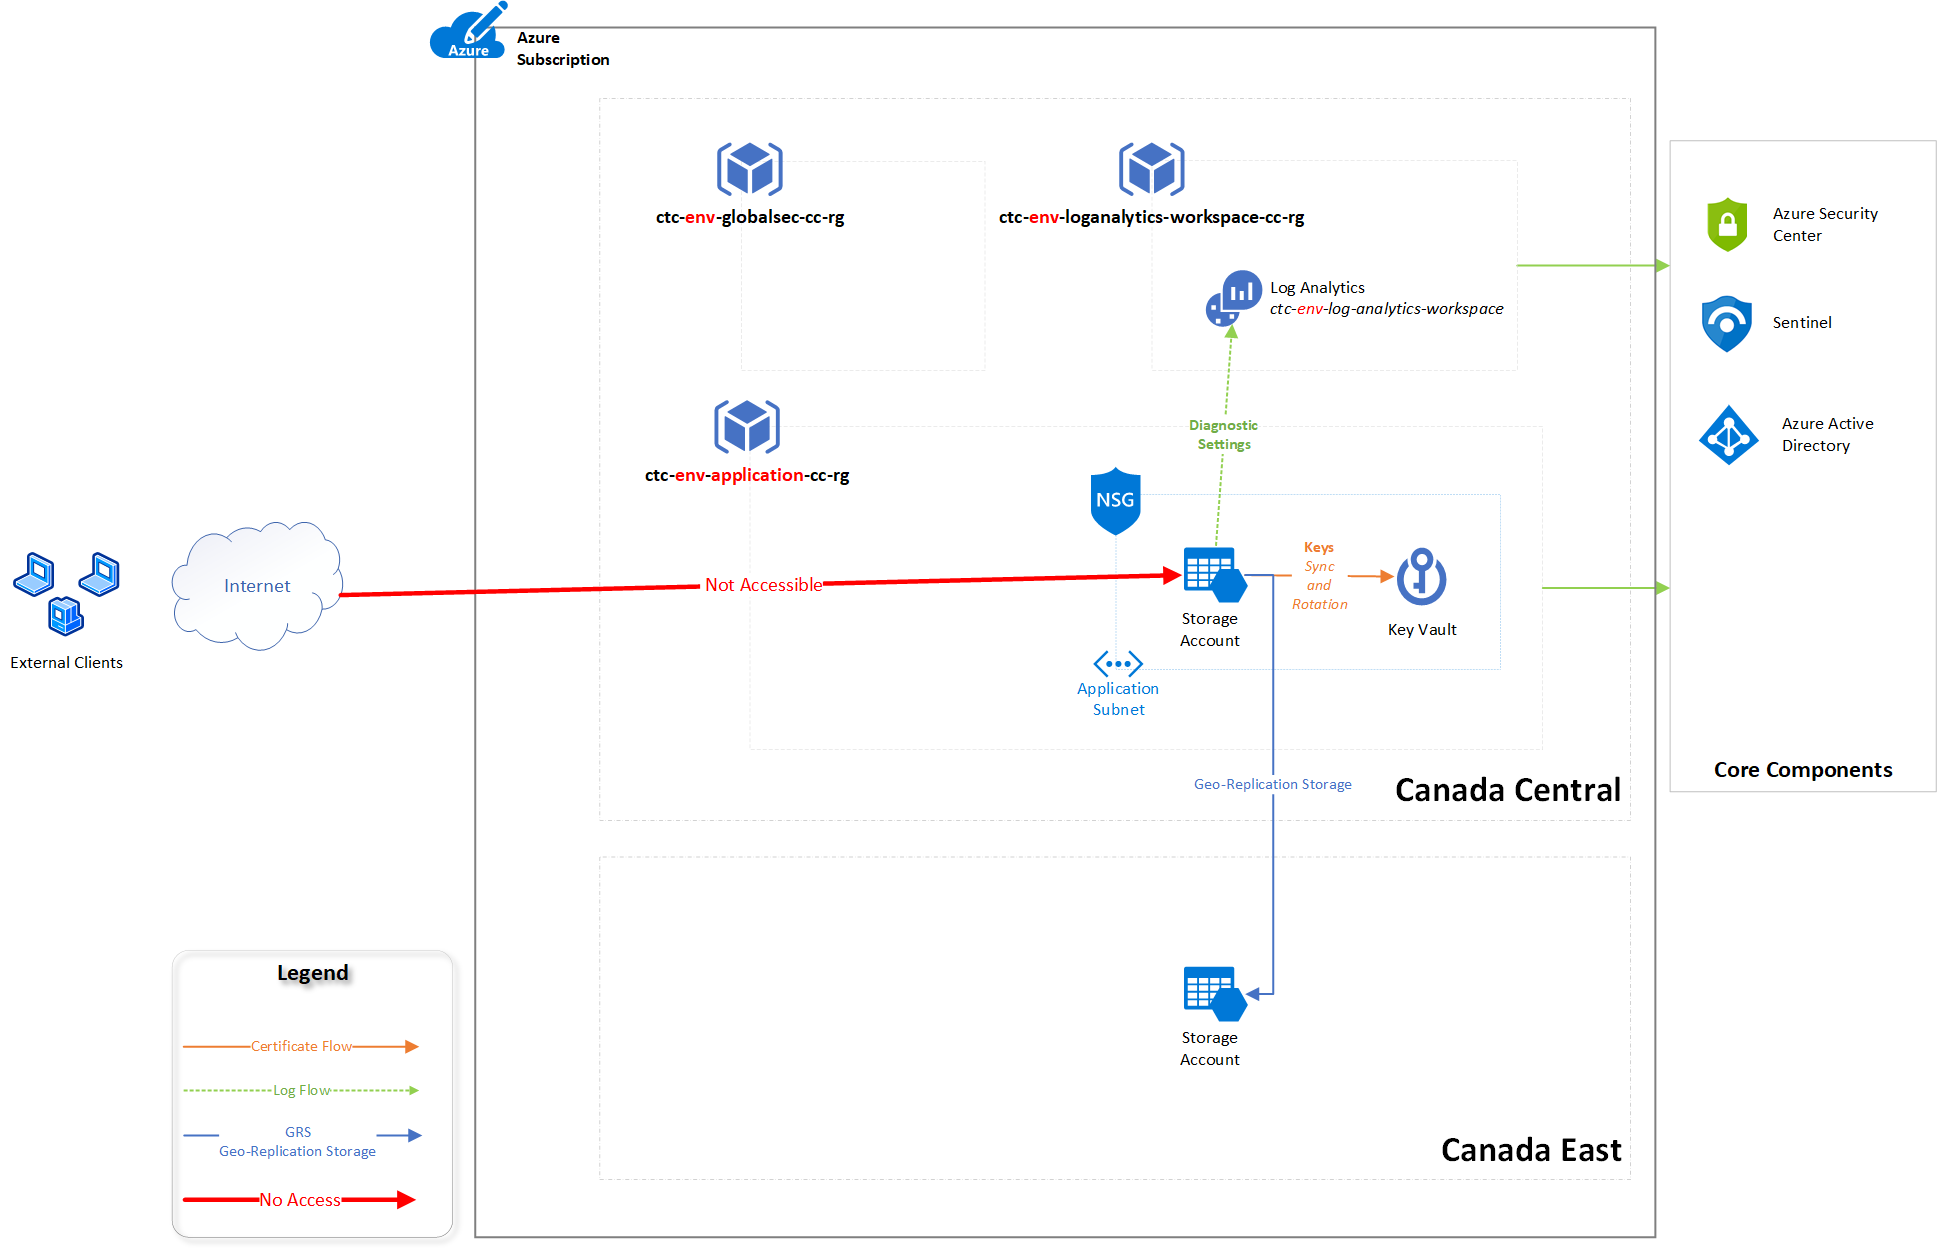 Azure
Azure
Subscription
ctc-env-globalsec-cc-rg
ctc-env-loganalytics-workspace-cc-rg
Azure Security
Center
Log Analytics
ctc-env-log-analytics-workspace
Sentinel
Diagnostic
Settings
Azure Active
Directory
ctc-env-application-cc-rg
NSG
Keys
Sync
and
Rotation
Internet
Not Accessible
Storage
Account
Key Vault
External Clients
Application
Subnet
Core Components
Geo-Replication Storage
Canada Central
Legend
Certificate Flow
Log Flow
GRS
Geo-Replication Storage
No Access
Storage
Account
Canada East